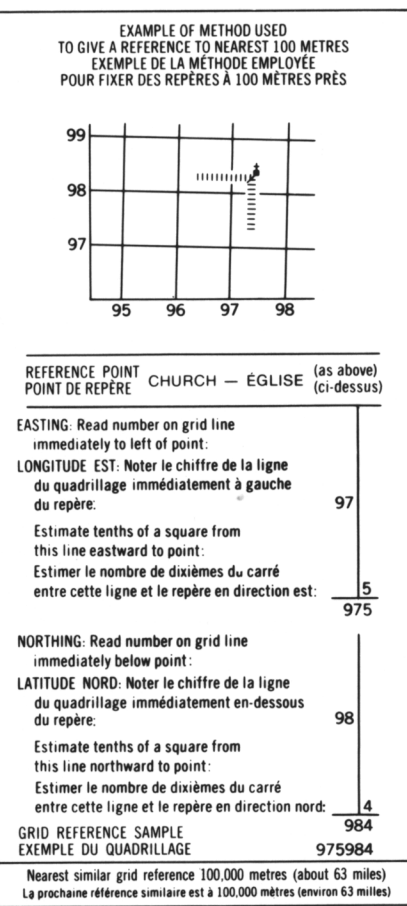 EXAMPLE OF METHOD USED
TO GIVE A REFERENCE TO NEAREST 100 METRES
EXEMPLE DE LA MÉTHODE EMPLOYÉE
POUR FIXER DES REPÈRES À 100 MÈTRES PRÈS
99
98
97
95 96 97 98
REFERENCE POINT
POINT DE REPÈRE
CHURCH — ÉGLISE
(as above)
(ci-dessus)
EASTING: Read number on grid line
immediately to left of point:
LONGITUDE EST: Noter le chiffre de la ligne
du quadrillage immédiatement à gauche
du repère: 97
Estimate tenths of a square from
this line eastward to point:
Estimer le nombre de dixièmes du carré
entre cette ligne et le repère en direction est: 5
975
NORTHING: Read number on grid line
immediately below point:
LATITUDE NORD: Noter le chiffre de la ligne
du quadrillage immédiatement en-dessous
du repère: 98
Estimate tenths of a square from
this line northward to point:
Estimer le nombre de dixièmes du carré
entre cette ligne et le repère en direction nord: 4
984
GRID REFERENCE SAMPLE
EXEMPLE DU QUADRILLAGE 975984
Nearest similar grid reference 100,000 metres (about 63 miles)
La prochaine référence similaire est à 100,000 mètres (environ 63 milles)